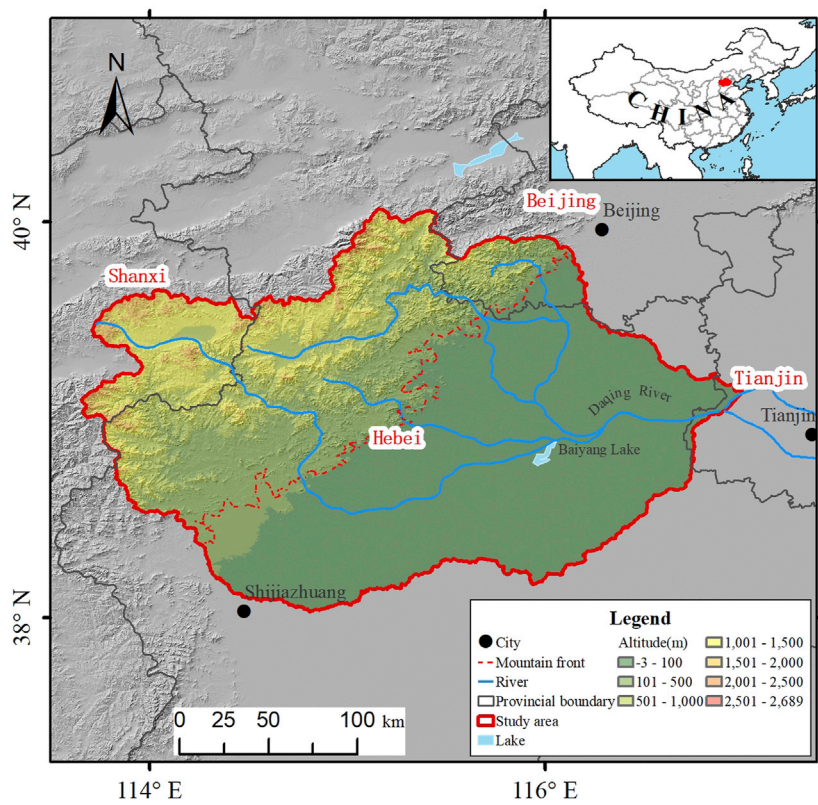 N
CHINA
40° N
Beijing
Beijing
Shanxi
Tianjin
Daqing River
Tianjin
Hebei
Baiyang Lake
Shijiazhuang
38° N
Legend
City
Mountain front
River
Provincial boundary
Study area
Lake
Altitude(m)
-3 - 100
101 - 500
501 - 1,000
1,001 - 1,500
1,501 - 2,000
2,001 - 2,500
2,501 - 2,689
0 25 50 100 km
114° E
116° E